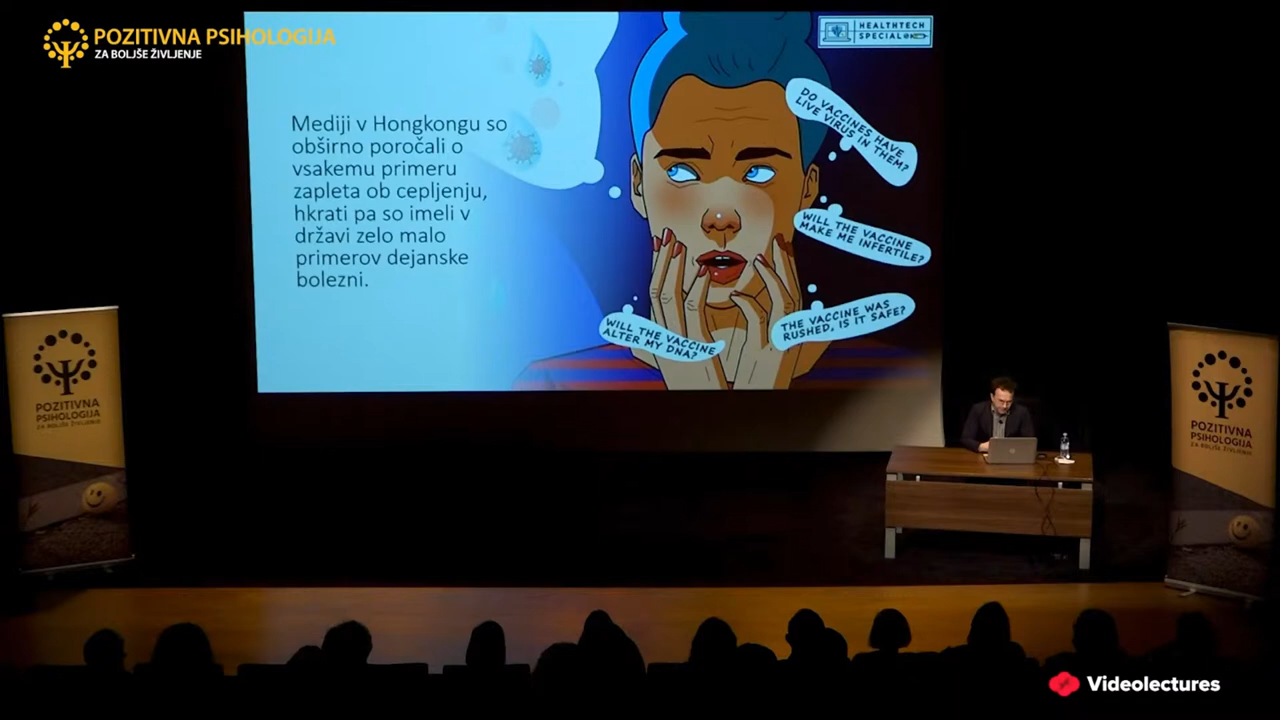 POZITIVNA PSIHOLOGIJA
ZA BOLJŠE ŽIVLJENJE
HEALTHTECH
SPECIAL
Mediji v Hongkongu so
obširno poročali o
vsakemu primeru
zapleta ob cepljenju,
hkrati pa so imeli v
državi zelo malo
primerov dejanske
bolezni.
DO VACCINES HAVE
LIVE VIRUS IN THEM?
WILL THE VACCINE
MAKE ME INFERTILE?
THE VACCINE WAS
RUSHED, IS IT SAFE?
WILL THE VACCINE
ALTER MY DNA?
POZITIVNA
PSIHOLOGIJA
ZA BOLJŠE ŽIVLJENJE
POZITIVNA
PSIHOLOGIJA
ZA BOLJŠE ŽIVLJENJE
Videolectures